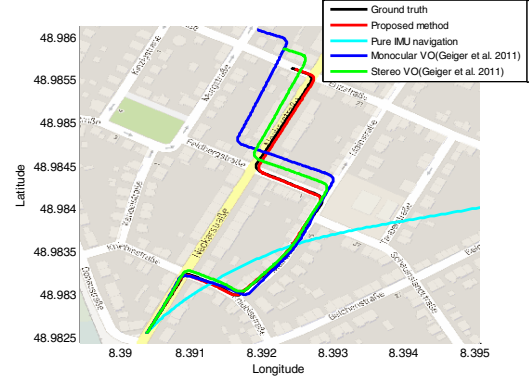 Ground truth
Proposed method
Pure IMU navigation
Monocular VO(Geiger et al. 2011)
Stereo VO(Geiger et al. 2011)
48.986
48.9855
48.985
48.9845
48.984
48.9835
48.983
48.9825
Latitude
Feldbergstraße
Neckarstraße
8.39
8.391
8.392
8.393
8.394
8.395
Longitude